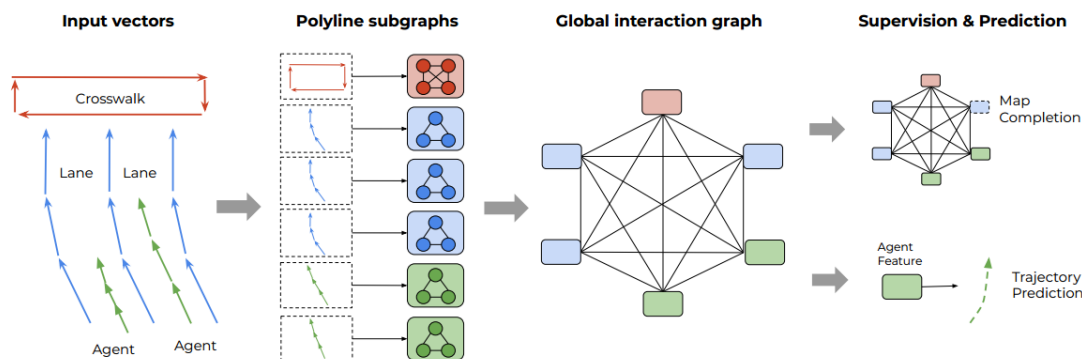 Input vectors
Polyline subgraphs
Global interaction graph
Supervision & Prediction
Crosswalk
Lane
Lane
Agent
Agent
Map
Completion
Agent
Feature
Trajectory
Prediction